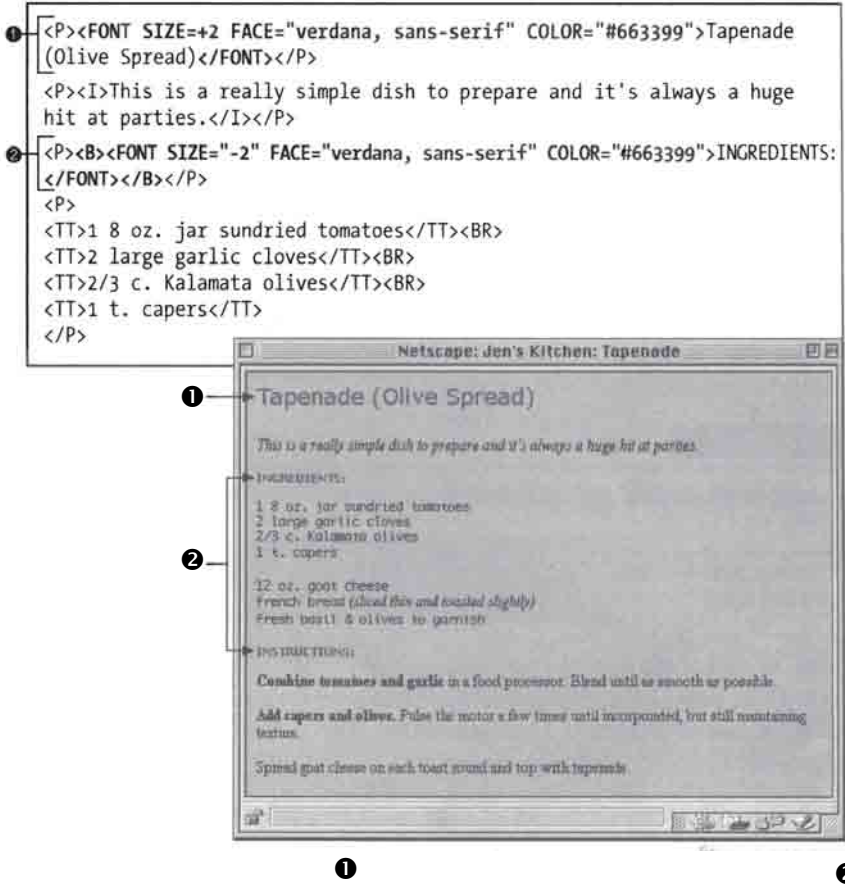 ❶ <P><FONT SIZE=+2 FACE="verdana, sans-serif" COLOR="#663399">Tapenade
(Olive Spread)</FONT></P>
<P><I>This is a really simple dish to prepare and it's always a huge
hit at parties.</I></P>
❷ <P><B><FONT SIZE="-2" FACE="verdana, sans-serif" COLOR="#663399">INGREDIENTS:
</FONT></B></P>
<P>
<TT>1 8 oz. jar sundried tomatoes</TT><BR>
<TT>2 large garlic cloves</TT><BR>
<TT>2/3 c. Kalamata olives</TT><BR>
<TT>1 t. capers</TT>
</P>
Netscape: Jen's Kitchen: Tapenade
❶ Tapenade (Olive Spread)
This is a really simple dish to prepare and it's always a huge hit at parties.
INGREDIENTS:
1 8 oz. jar sundried tomatoes
2 large garlic cloves
2/3 c. Kalamata olives
1 t. capers
❷
12 oz. goat cheese
French bread (sliced thin and toasted slightly)
Fresh basil & olives to garnish
INSTRUCTIONS:
Combine tomatoes and garlic in a food processor. Blend until as smooth as possible.
Add capers and olives. Pulse the motor a few times until incorporated, but still maintaining
texture.
Spread goat cheese on each toast round and top with tapenade.
❶ ❷